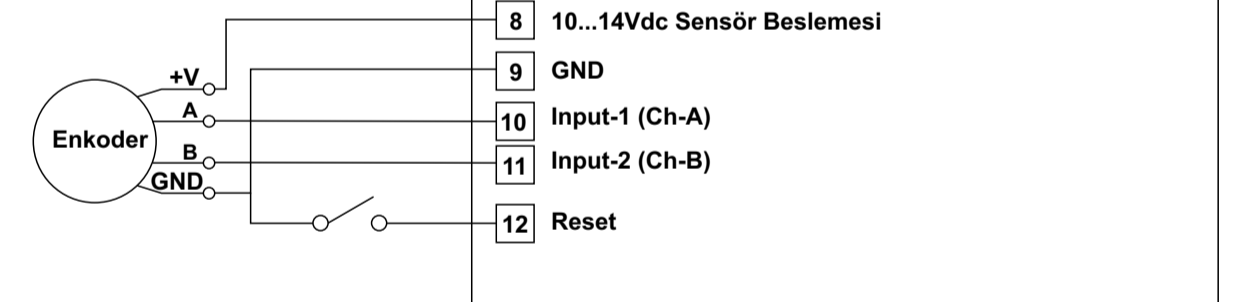 8 10...14Vdc Sensör Beslemesi
9 GND
+V
A
10 Input-1 (Ch-A)
Enkoder
B
11 Input-2 (Ch-B)
GND
12 Reset